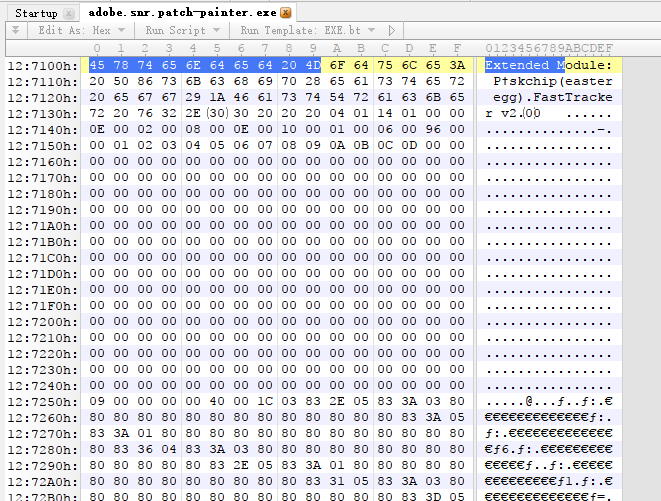 Startup adobe.snr.patch-painter.exe
Edit As: Hex Run Script Run Template: EXE.bt
0 1 2 3 4 5 6 7 8 9 A B C D E F 0123456789ABCDEF
12:7100h: 45 78 74 65 6E 64 65 64 20 4D 6F 64 75 6C 65 3A Extended Module:
12:7110h: 20 50 86 73 6B 63 68 69 70 28 65 61 73 74 65 72 P†skchip(easter
12:7120h: 20 65 67 67 29 1A 46 61 73 74 54 72 61 63 6B 65 egg).FastTracke
12:7130h: 72 20 76 32 2E (30) 30 20 20 20 04 01 14 01 00 00 r v2.(0)0 ......
12:7140h: 0E 00 02 00 08 00 0E 00 10 00 01 00 06 00 96 00 ..............–.
12:7150h: 00 01 02 03 04 05 06 07 08 09 0A 0B 0C 0D 00 00 ................
12:7160h: 00 00 00 00 00 00 00 00 00 00 00 00 00 00 00 00 ................
12:7170h: 00 00 00 00 00 00 00 00 00 00 00 00 00 00 00 00 ................
12:7180h: 00 00 00 00 00 00 00 00 00 00 00 00 00 00 00 00 ................
12:7190h: 00 00 00 00 00 00 00 00 00 00 00 00 00 00 00 00 ................
12:71A0h: 00 00 00 00 00 00 00 00 00 00 00 00 00 00 00 00 ................
12:71B0h: 00 00 00 00 00 00 00 00 00 00 00 00 00 00 00 00 ................
12:71C0h: 00 00 00 00 00 00 00 00 00 00 00 00 00 00 00 00 ................
12:71D0h: 00 00 00 00 00 00 00 00 00 00 00 00 00 00 00 00 ................
12:71E0h: 00 00 00 00 00 00 00 00 00 00 00 00 00 00 00 00 ................
12:71F0h: 00 00 00 00 00 00 00 00 00 00 00 00 00 00 00 00 ................
12:7200h: 00 00 00 00 00 00 00 00 00 00 00 00 00 00 00 00 ................
12:7210h: 00 00 00 00 00 00 00 00 00 00 00 00 00 00 00 00 ................
12:7220h: 00 00 00 00 00 00 00 00 00 00 00 00 00 00 00 00 ................
12:7230h: 00 00 00 00 00 00 00 00 00 00 00 00 00 00 00 00 ................
12:7240h: 00 00 00 00 00 00 00 00 00 00 00 00 00 00 00 00 ................
12:7250h: 09 00 00 00 00 40 00 1C 03 83 2E 05 83 3A 03 80 .....@...ƒ..ƒ:.€
12:7260h: 80 80 80 80 80 80 80 80 80 80 80 80 80 83 3A 05 €€€€€€€€€€€€€ƒ:.
12:7270h: 83 3A 01 80 80 80 80 80 80 80 80 80 80 80 80 80 ƒ:.€€€€€€€€€€€€€
12:7280h: 80 83 36 04 83 3A 03 80 80 80 80 80 80 80 80 80 €ƒ6.ƒ:.€€€€€€€€€
12:7290h: 80 80 80 80 80 83 2E 05 83 3A 01 80 80 80 80 80 €€€€€ƒ..ƒ:.€€€€€
12:72A0h: 80 80 80 80 80 80 80 80 83 31 05 83 3A 03 80 80 €€€€€€€€ƒ1.ƒ:.€€
12:72B0h: 80 80 80 80 80 80 80 80 80 80 80 80 80 83 3D 05 €€€€€€€€€€€€€ƒ=.